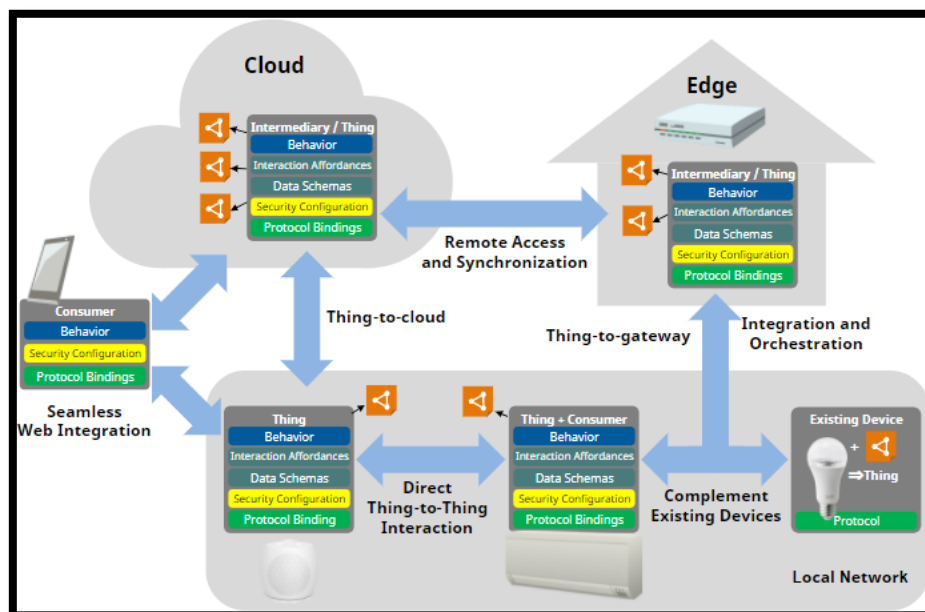 Cloud
Intermediary / Thing
Behavior
Interaction Affordances
Data Schemas
Security Configuration
Protocol Bindings
Edge
Intermediary / Thing
Behavior
Interaction Affordances
Data Schemas
Security Configuration
Protocol Bindings
Remote Access
and Synchronization
Consumer
Behavior
Security Configuration
Protocol Bindings
Seamless
Web Integration
Thing-to-cloud
Thing-to-gateway
Integration and
Orchestration
Thing
Behavior
Interaction Affordances
Data Schemas
Security Configuration
Protocol Binding
Direct
Thing-to-Thing
Interaction
Thing + Consumer
Behavior
Interaction Affordances
Data Schemas
Security Configuration
Protocol Bindings
Complement
Existing Devices
Existing Device
+
⇒Thing
Protocol
Local Network